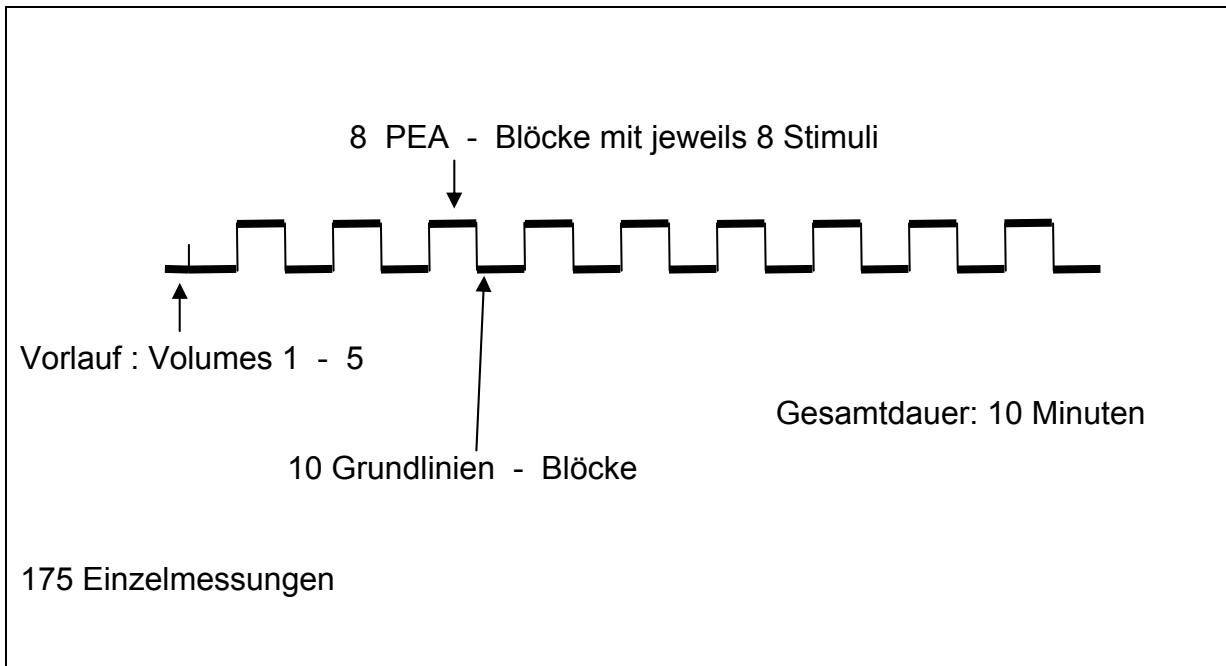 8 PEA - Blöcke mit jeweils 8 Stimuli
Vorlauf : Volumes 1 - 5
Gesamtdauer: 10 Minuten
10 Grundlinien - Blöcke
175 Einzelmessungen